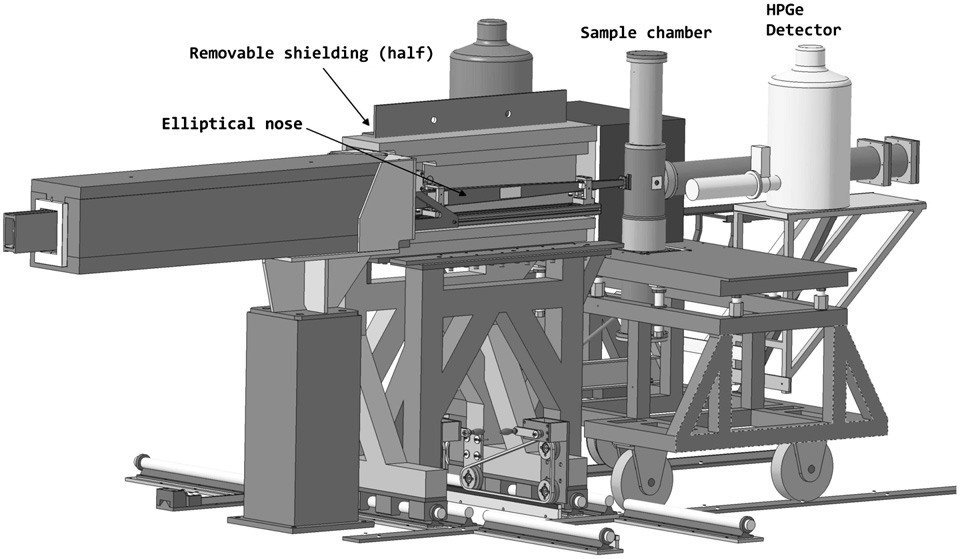 HPGe
Detector
Sample chamber
Removable shielding (half)
Elliptical nose